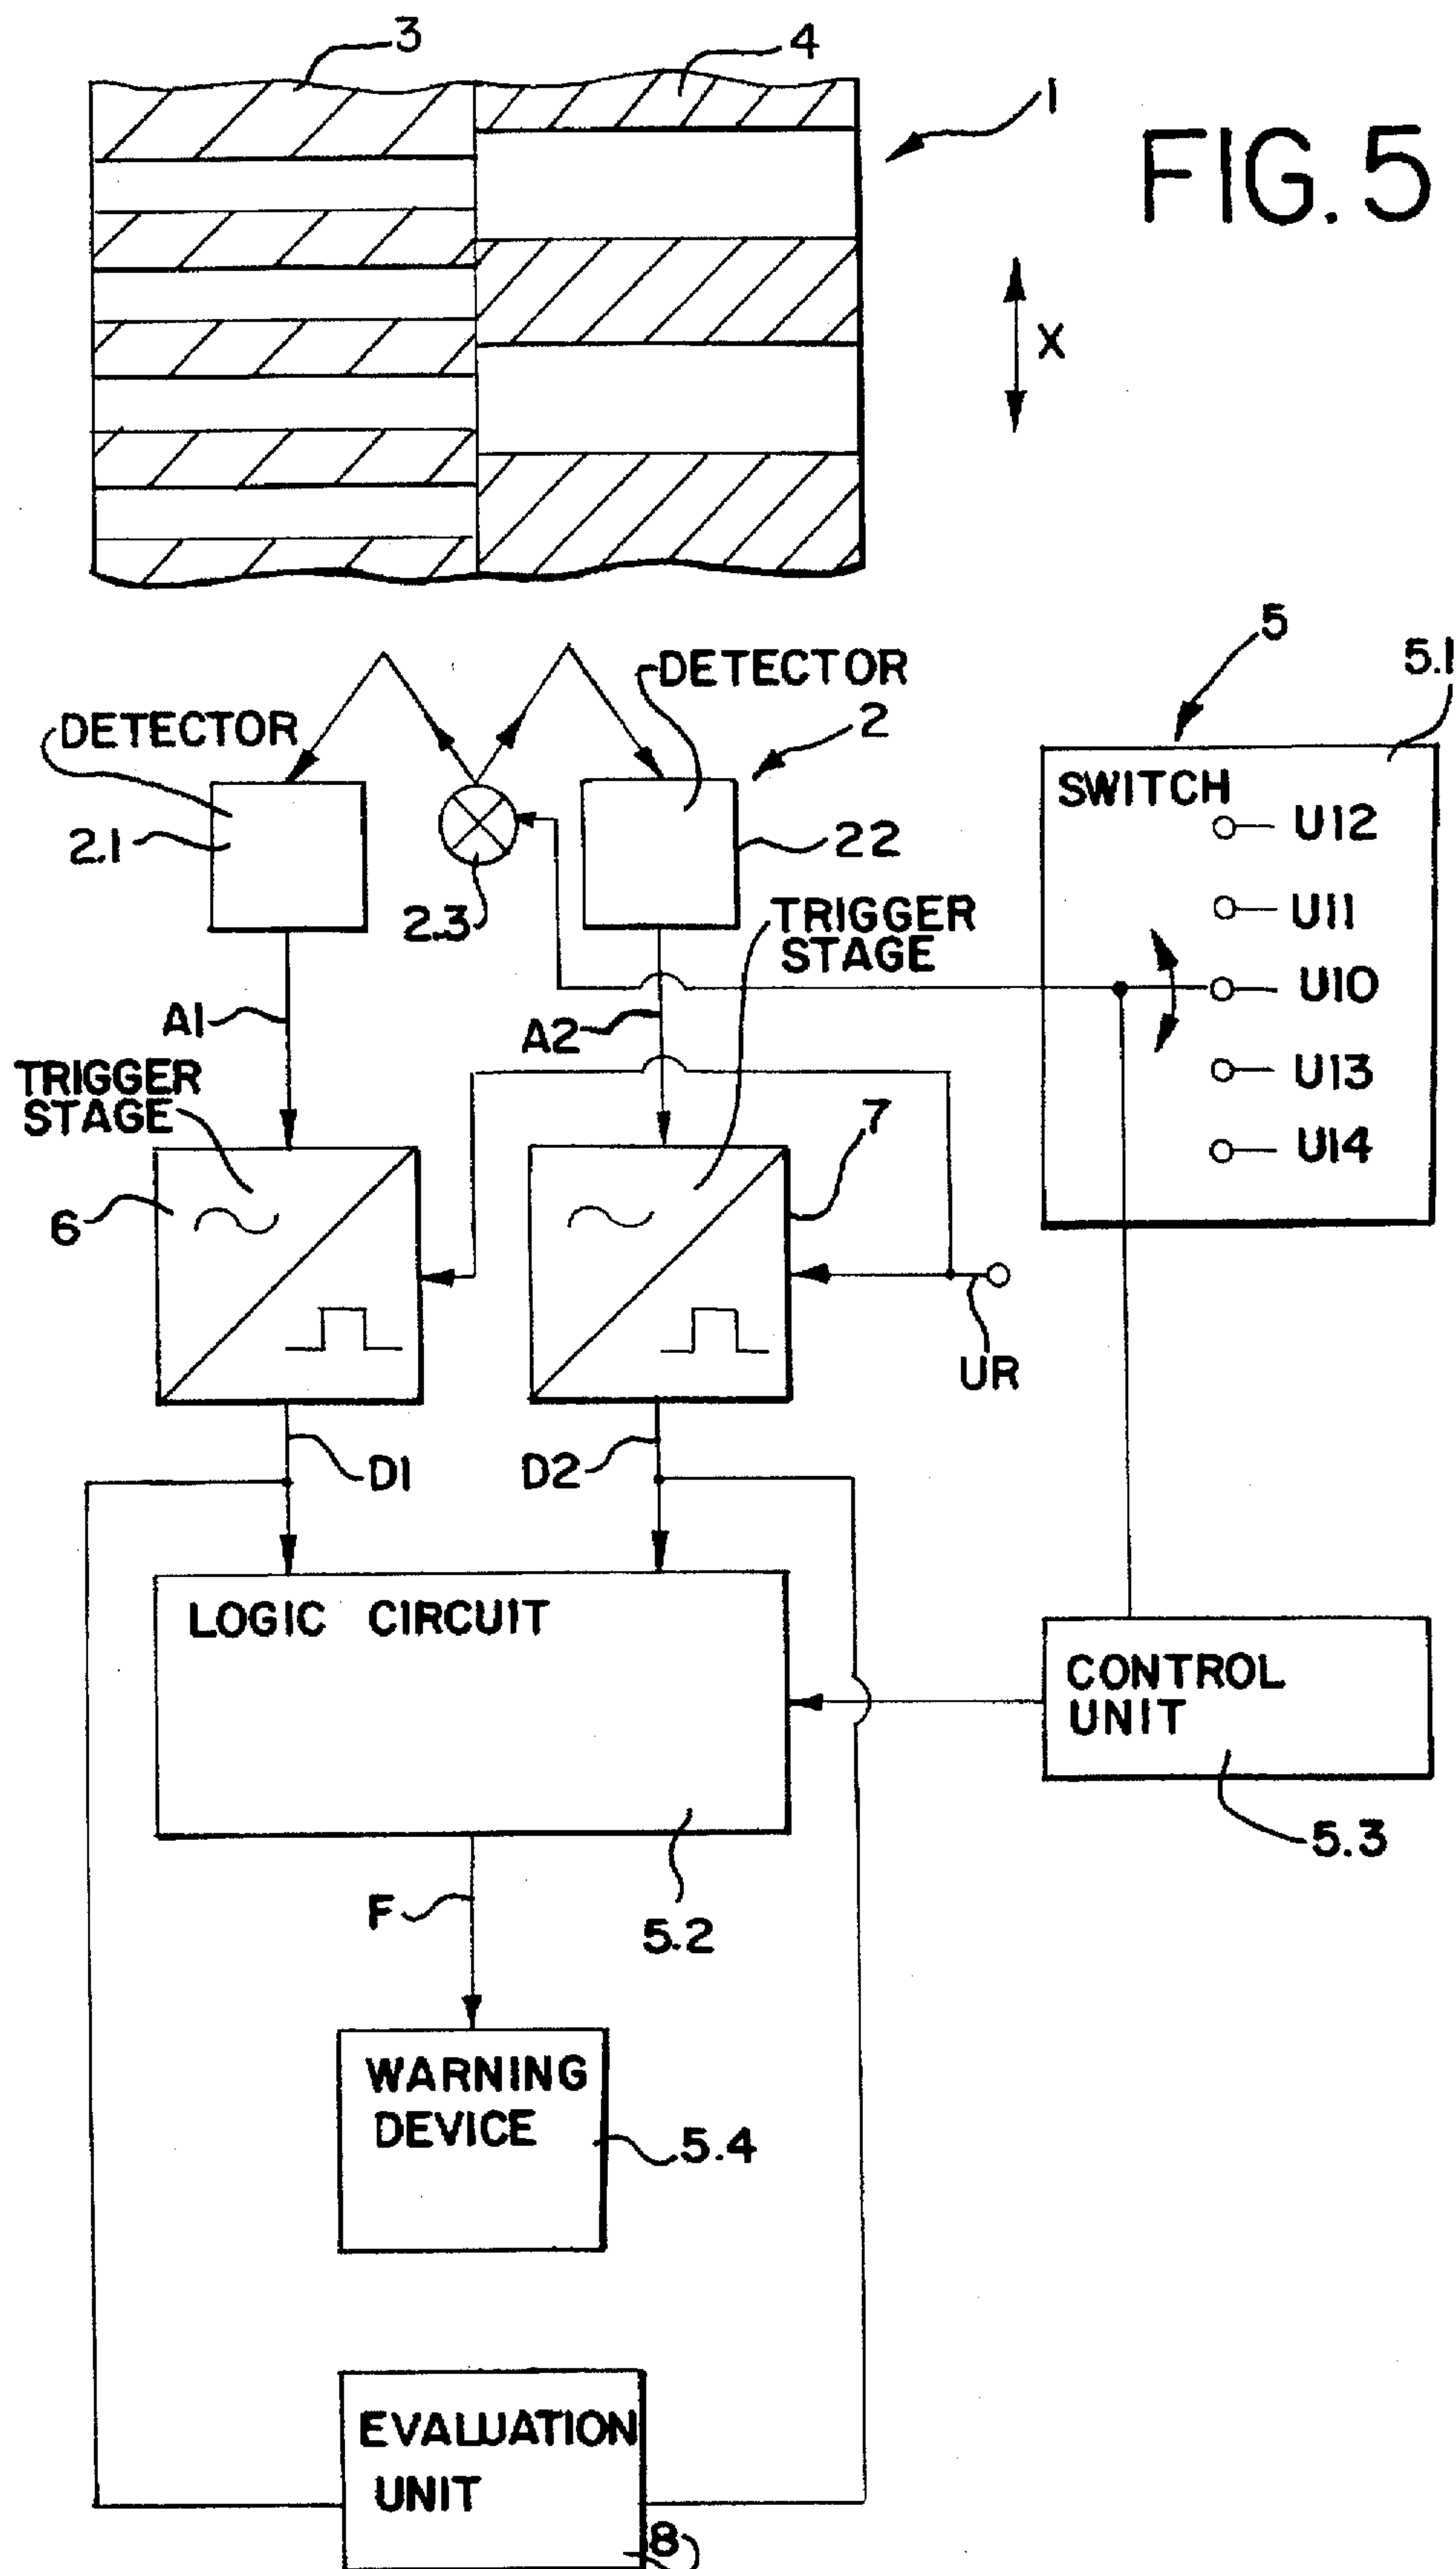 3
4
1
FIG. 5
X
5
5.1
DETECTOR
2
DETECTOR
2.1
2.3
22
SWITCH
U12
U11
U10
U13
U14
TRIGGER
STAGE
A1
A2
TRIGGER
STAGE
6
7
UR
D1
D2
LOGIC CIRCUIT
CONTROL
UNIT
5.3
F
5.2
WARNING
DEVICE
5.4
EVALUATION
UNIT
8